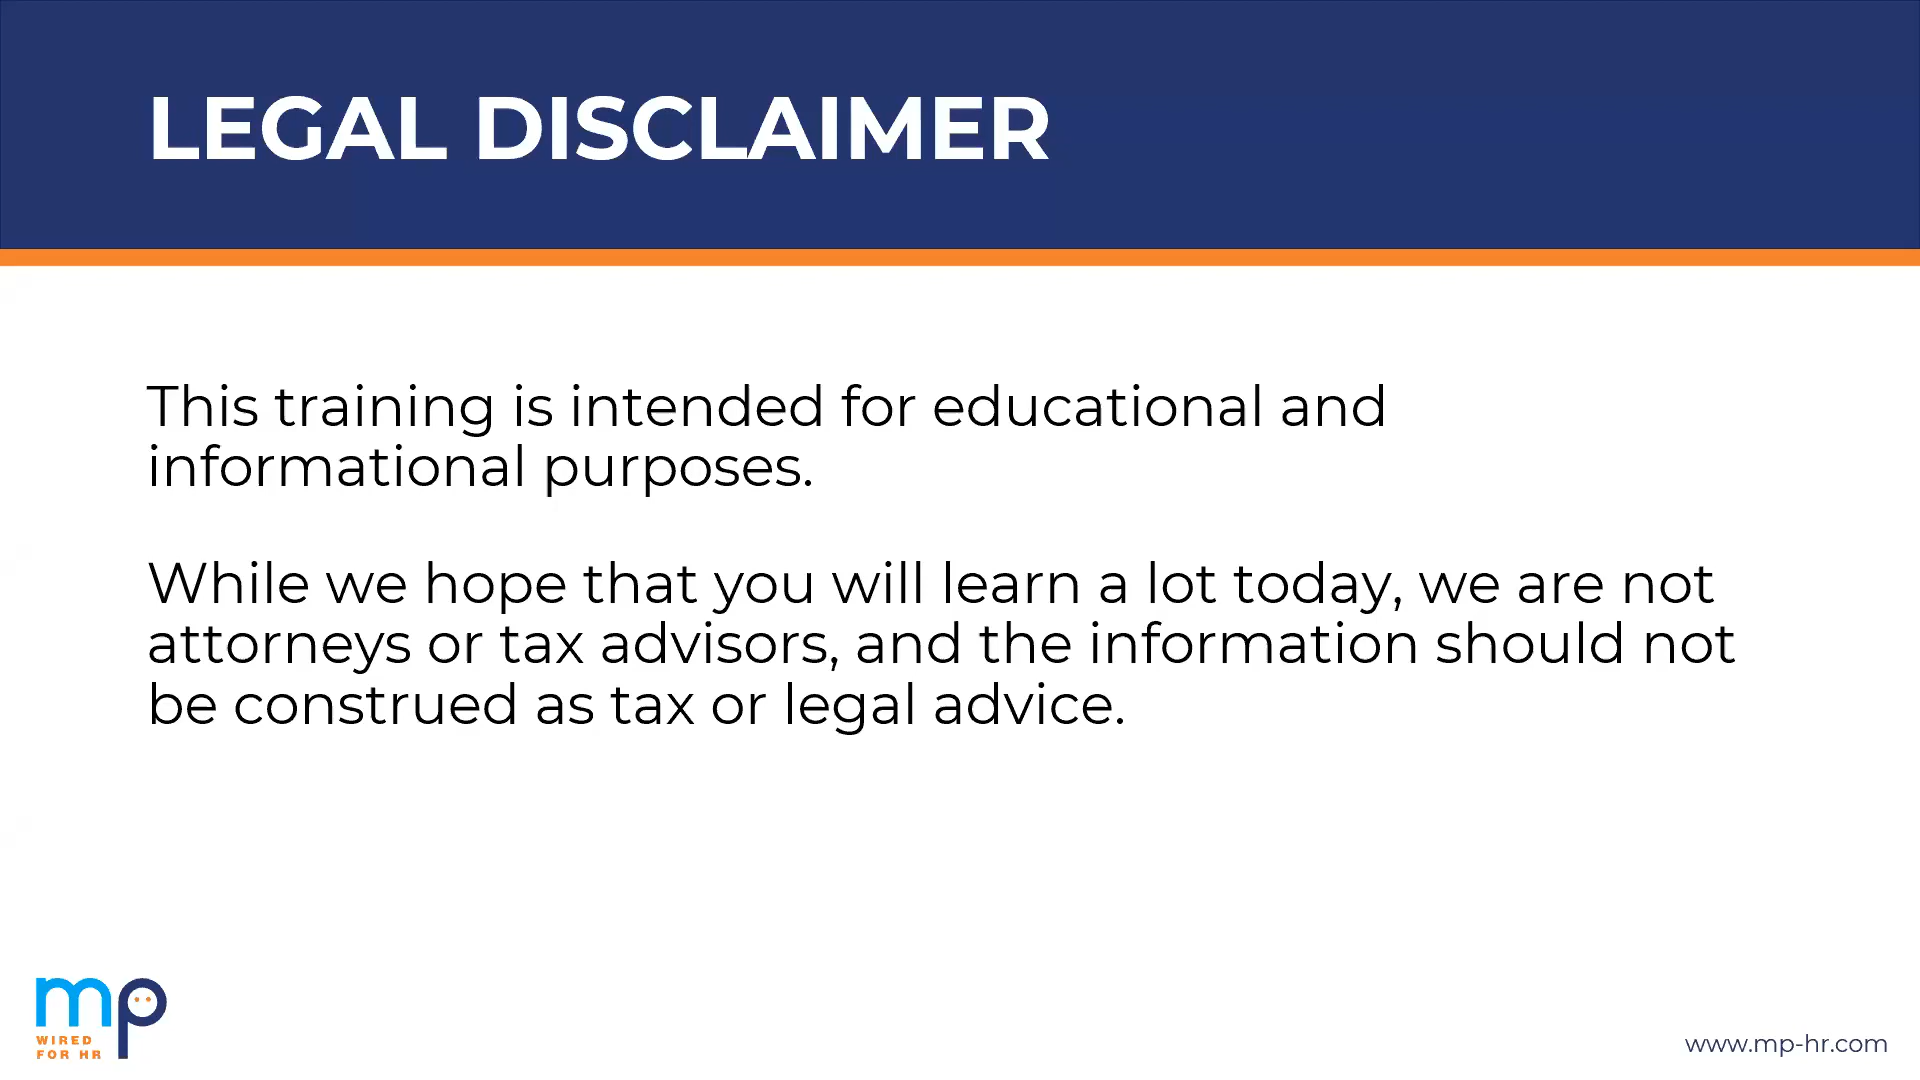 LEGAL DISCLAIMER
This training is intended for educational and
informational purposes.
While we hope that you will learn a lot today, we are not
attorneys or tax advisors, and the information should not
be construed as tax or legal advice.
mp
WIRED
FOR HR
www.mp-hr.com